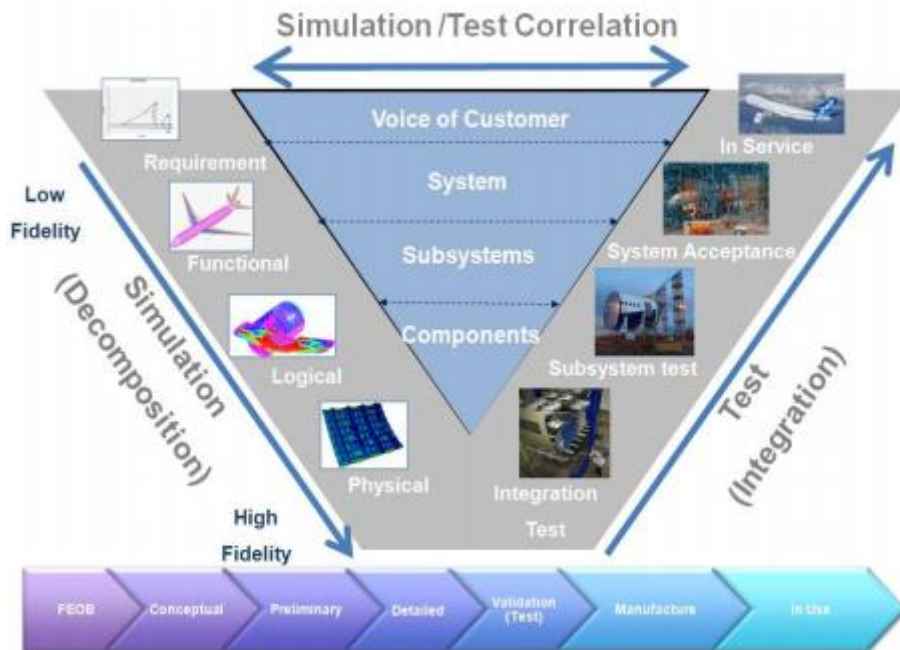 Simulation /Test Correlation
Voice of Customer
System
Subsystems
Components
Requirement
Functional
Logical
Physical
In Service
System Acceptance
Subsystem test
Integration
Test
Low
Fidelity
Simulation
(Decomposition)
High
Fidelity
Test
(Integration)
FEOB
Conceptual
Preliminary
Detailed
Validation
(Test)
Manufacture
In Use